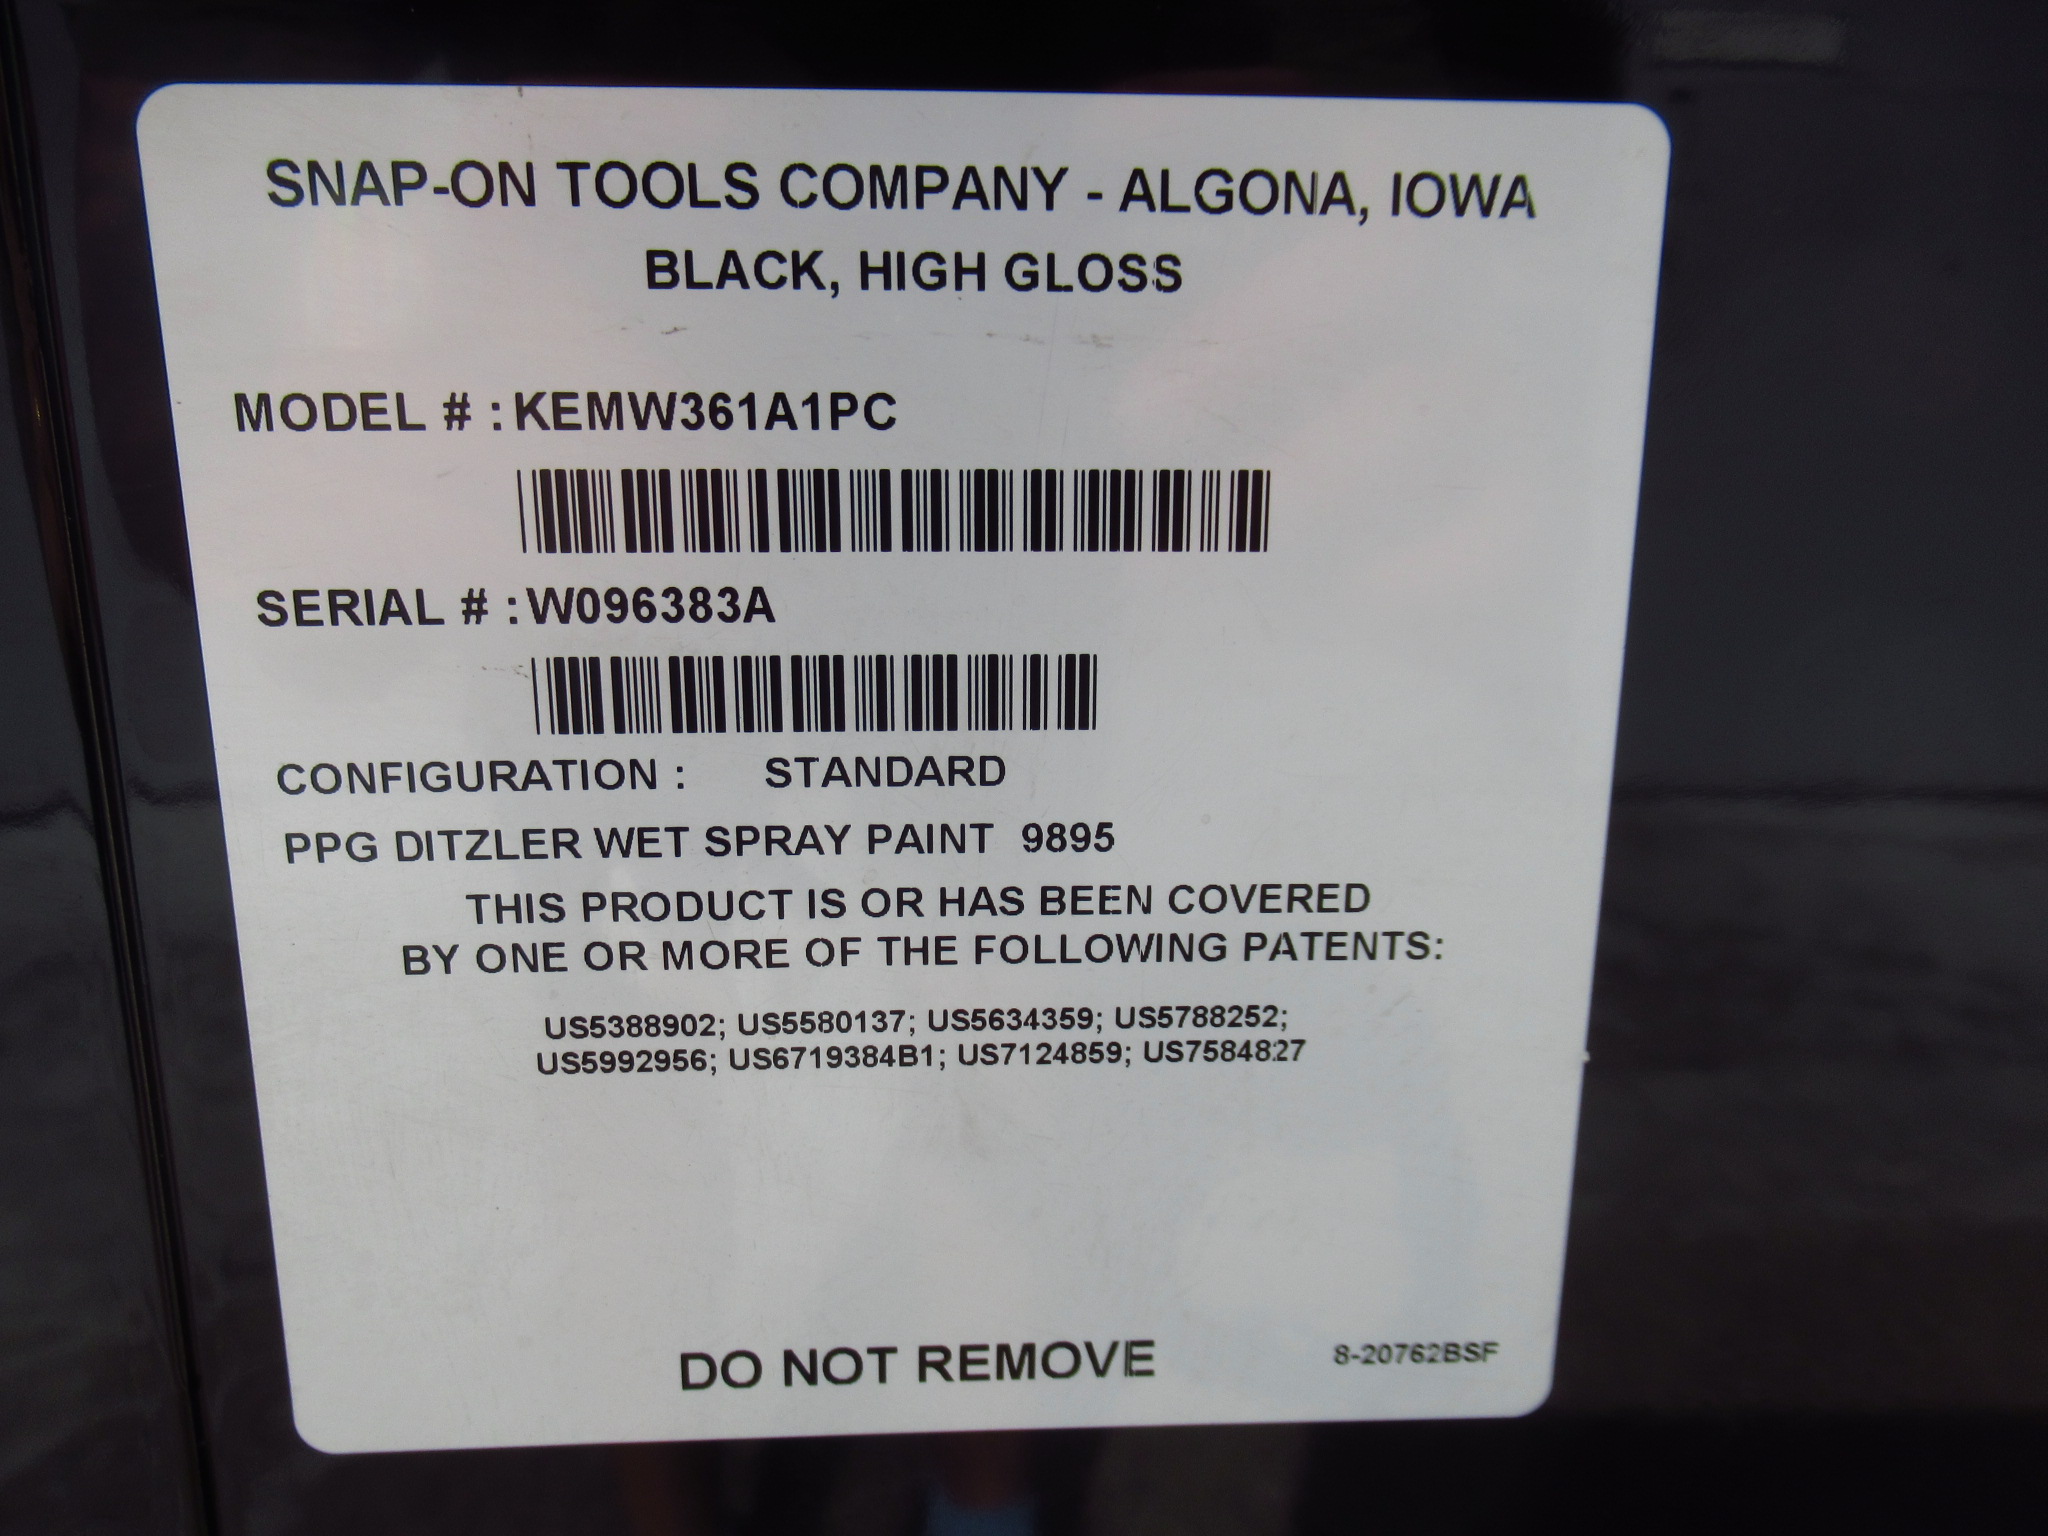 SNAP-ON TOOLS COMPANY - ALGONA, IOWA
BLACK, HIGH GLOSS
MODEL # : KEMW361A1PC
SERIAL # : W096383A
CONFIGURATION : STANDARD
PPG DITZLER WET SPRAY PAINT 9895
THIS PRODUCT IS OR HAS BEEN COVERED
BY ONE OR MORE OF THE FOLLOWING PATENTS:
US5388902; US5580137; US5634359; US5788252;
US5992956; US6719384B1; US7124859; US7584827
DO NOT REMOVE
8-20762BSF